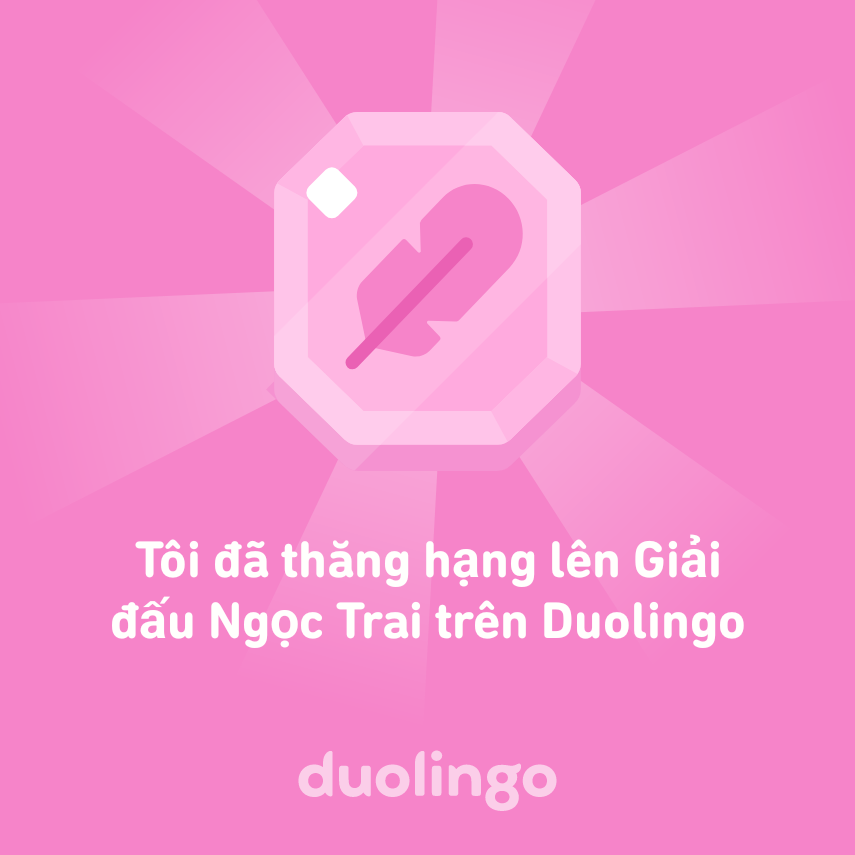 Tôi đã thăng hạng lên Giải
đấu Ngọc Trai trên Duolingo
duolingo